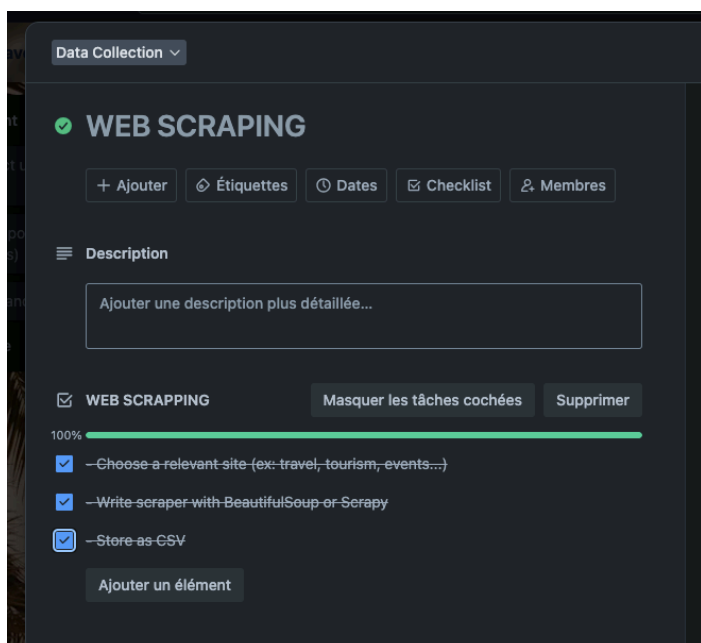 Data Collection
WEB SCRAPING
+ Ajouter
Étiquettes
Dates
Checklist
Membres
Description
Ajouter une description plus détaillée...
WEB SCRAPPING
Masquer les tâches cochées
Supprimer
100%
- Choose a relevant site (ex: travel, tourism, events...)
- Write scraper with BeautifulSoup or Scrapy
- Store as CSV
Ajouter un élément